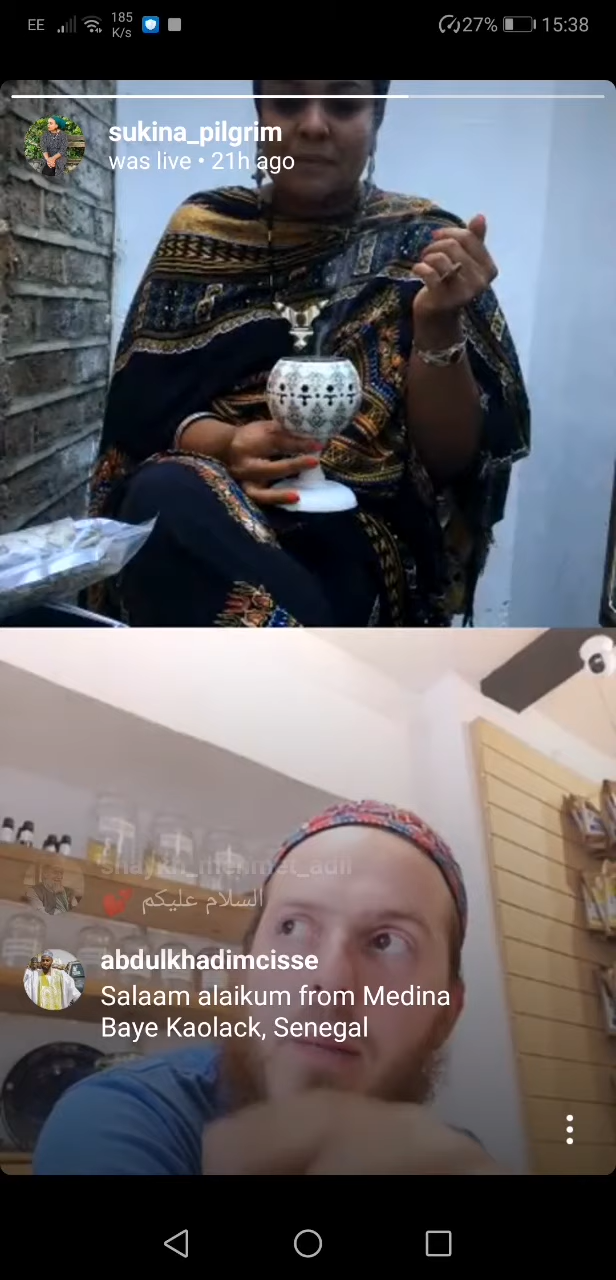 EE
185
K/s
27%
15:38
sukina_pilgrim
was live • 21h ago
shaykh_mehmet_adil
💕 السلام عليكم
abdulkhadimcisse
Salaam alaikum from Medina
Baye Kaolack, Senegal